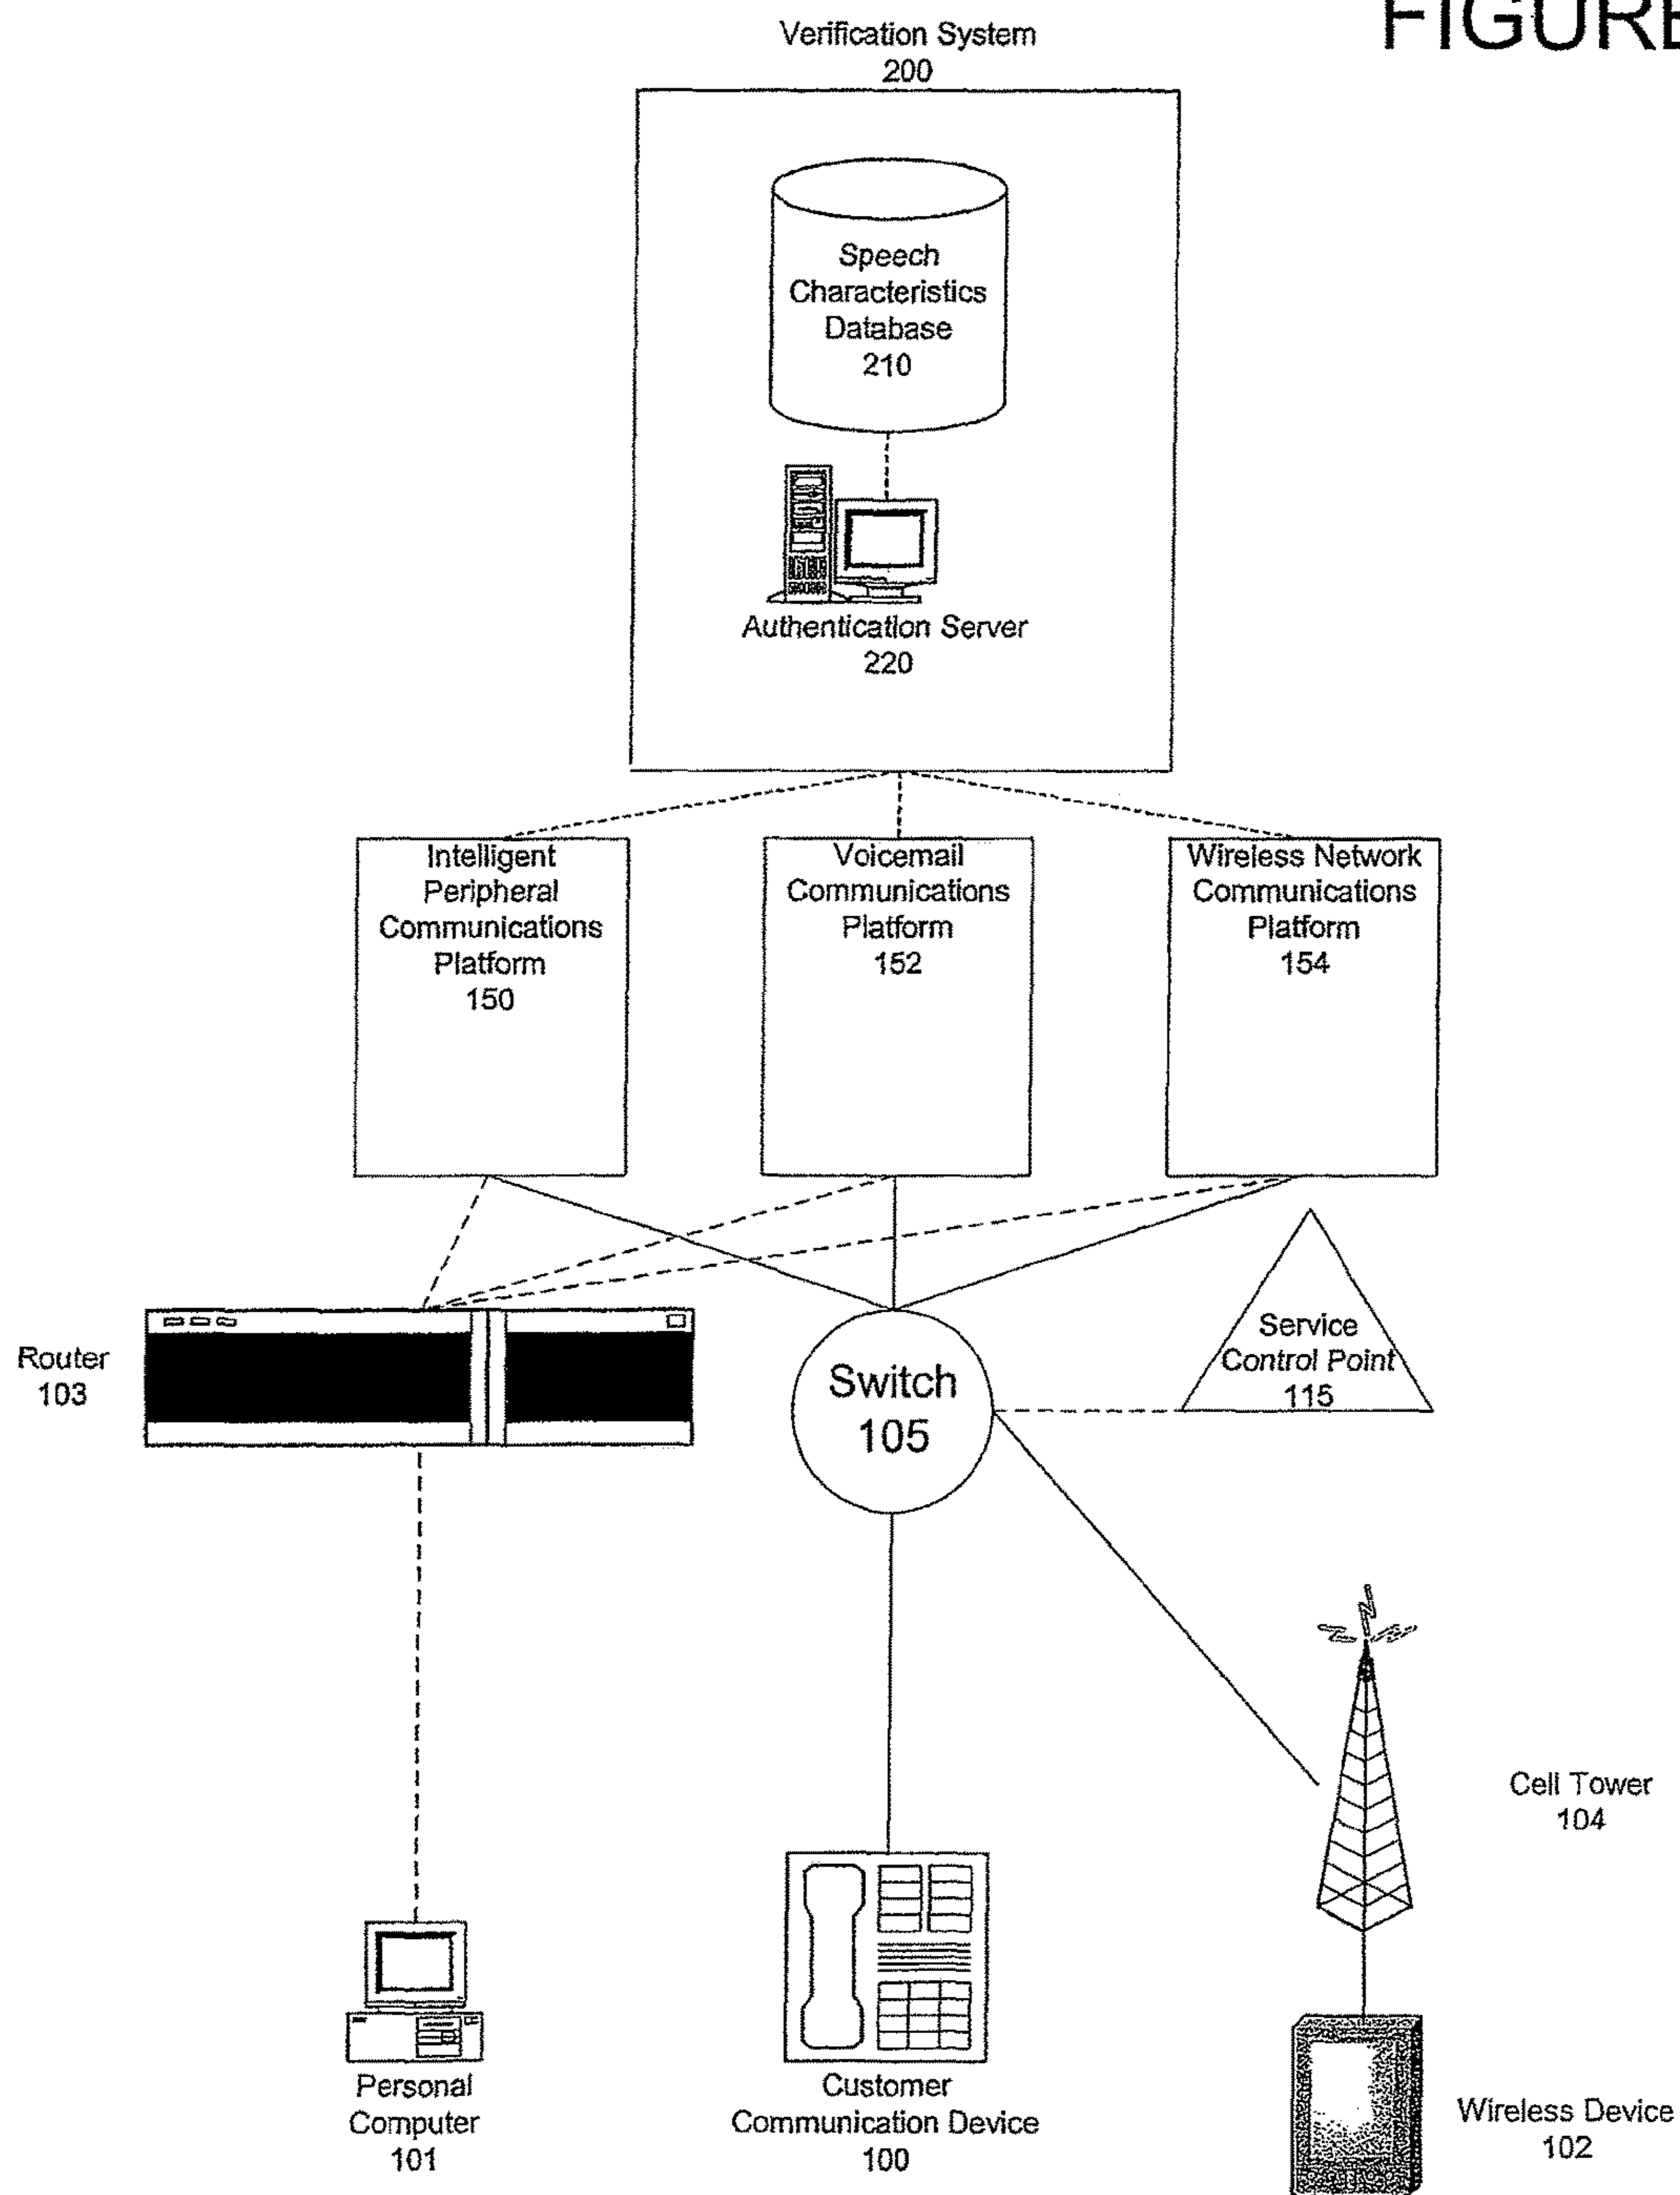 FIGURE
Verification System
200
Speech
Characteristics
Database
210
Authentication Server
220
Intelligent
Peripheral
Communications
Platform
150
Voicemail
Communications
Platform
152
Wireless Network
Communications
Platform
154
Router
103
Switch
105
Service
Control Point
115
Cell Tower
104
Personal
Computer
101
Customer
Communication Device
100
Wireless Device
102